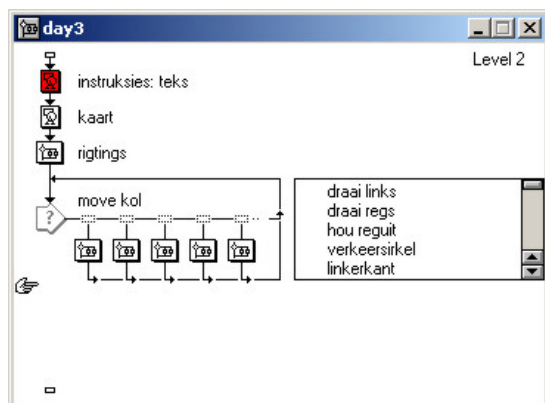 day3
Level 2
instruksies: teks
kaart
rigtings
move kol
?
draai links
draai regs
hou reguit
verkeersirkel
linkerkant